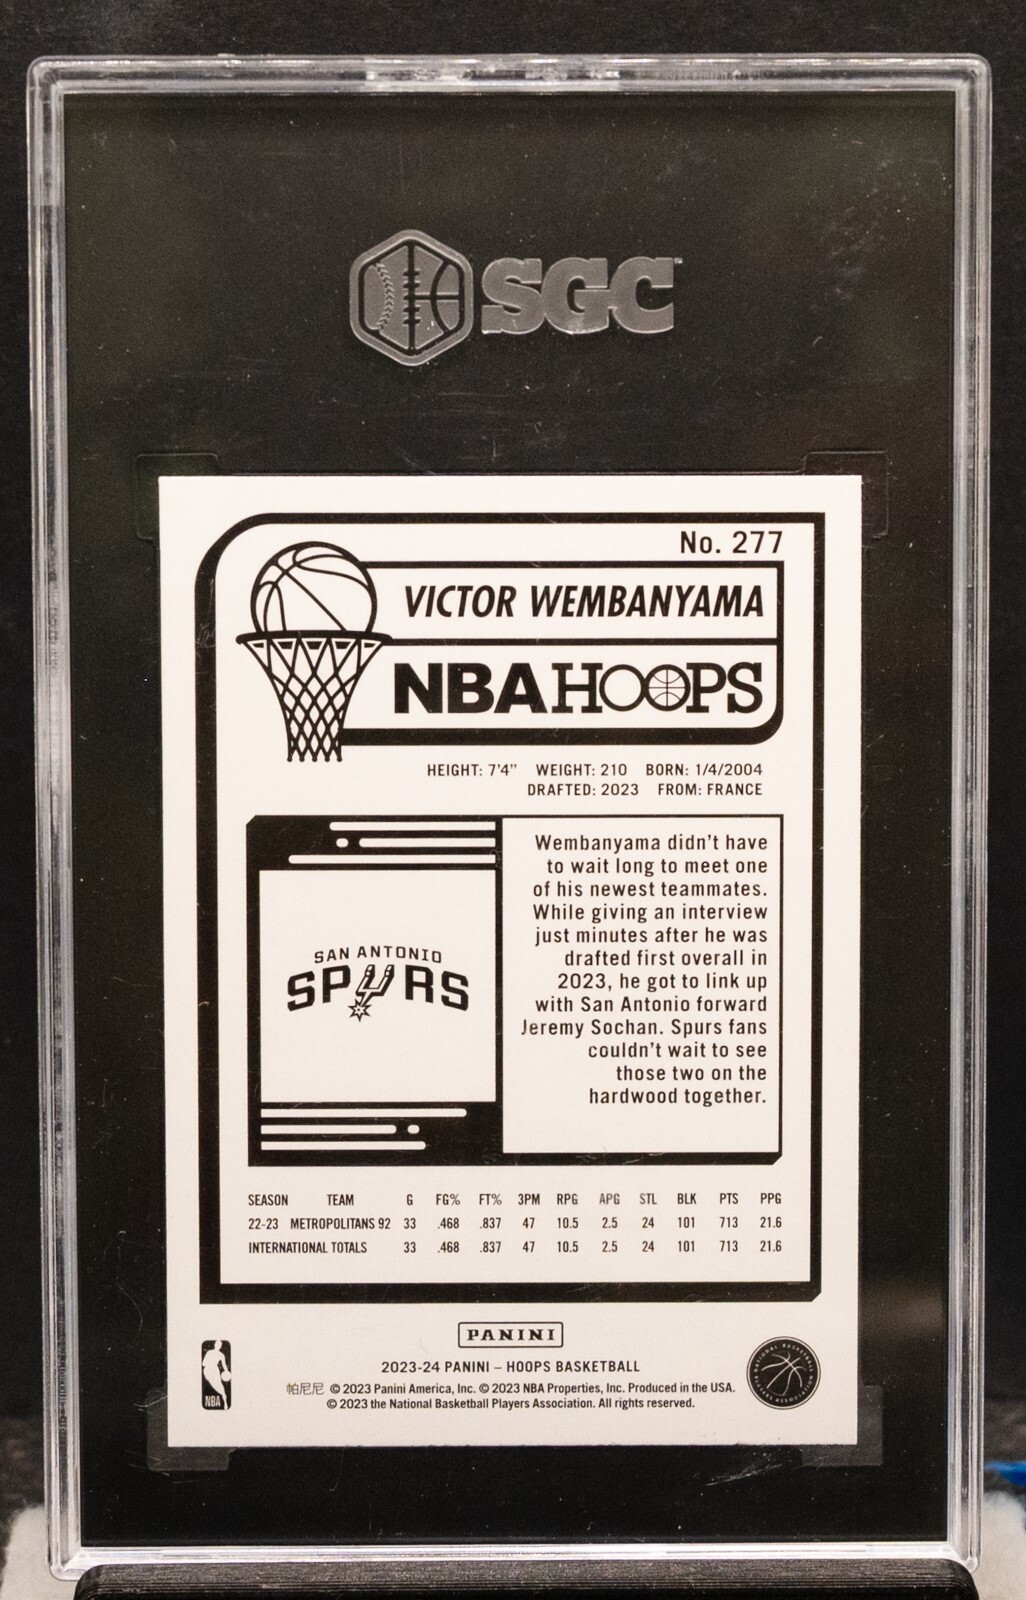 SGC
No. 277
VICTOR WEMBANYAMA
NBA HOOPS
HEIGHT: 7'4" WEIGHT: 210 BORN: 1/4/2004
DRAFTED: 2023 FROM: FRANCE
SAN ANTONIO
SPURS
Wembanyama didn't have
to wait long to meet one
of his newest teammates.
While giving an interview
just minutes after he was
drafted first overall in
2023, he got to link up
with San Antonio forward
Jeremy Sochan. Spurs fans
couldn't wait to see
those two on the
hardwood together.
SEASON TEAM G FG% FT% 3PM RPG APG STL BLK PTS PPG
22-23 METROPOLITANS 92 33 .468 .837 47 10.5 2.5 24 101 713 21.6
INTERNATIONAL TOTALS 33 .468 .837 47 10.5 2.5 24 101 713 21.6
PANINI
2023-24 PANINI – HOOPS BASKETBALL
帕尼尼 © 2023 Panini America, Inc. © 2023 NBA Properties, Inc. Produced in the USA.
© 2023 the National Basketball Players Association. All rights reserved.
NBA
NATIONAL BASKETBALL PLAYERS ASSOCIATION